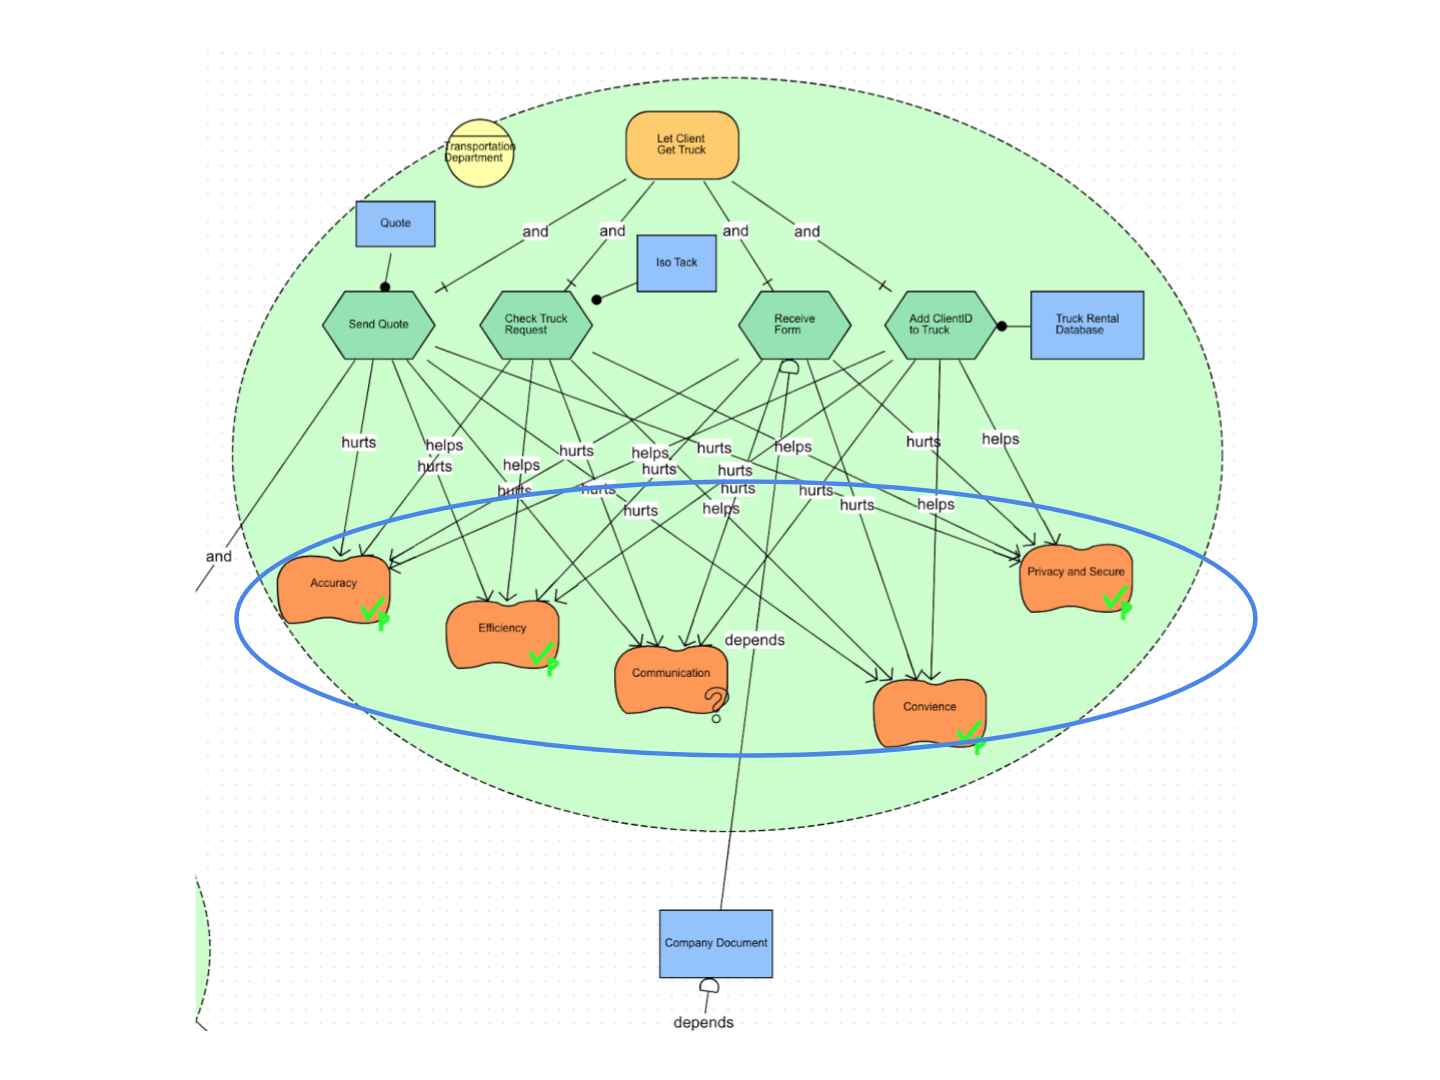 Let Client
Get Truck
Transportation
Department
Quote
and
and
and
and
Iso Tack
Send Quote
Check Truck
Request
Receive
Form
Add ClientID
to Truck
Truck Rental
Database
hurts
helps
hurts
helps
hurts
hurts
hurts
helps
hurts
hurts
hurts
hurts
helps
hurts
helps
hurts
hurts
hurts
helps
helps
and
Accuracy
P
Efficiency
P
Communication
?
depends
Privacy and Secure
P
Convience
P
Company Document
depends